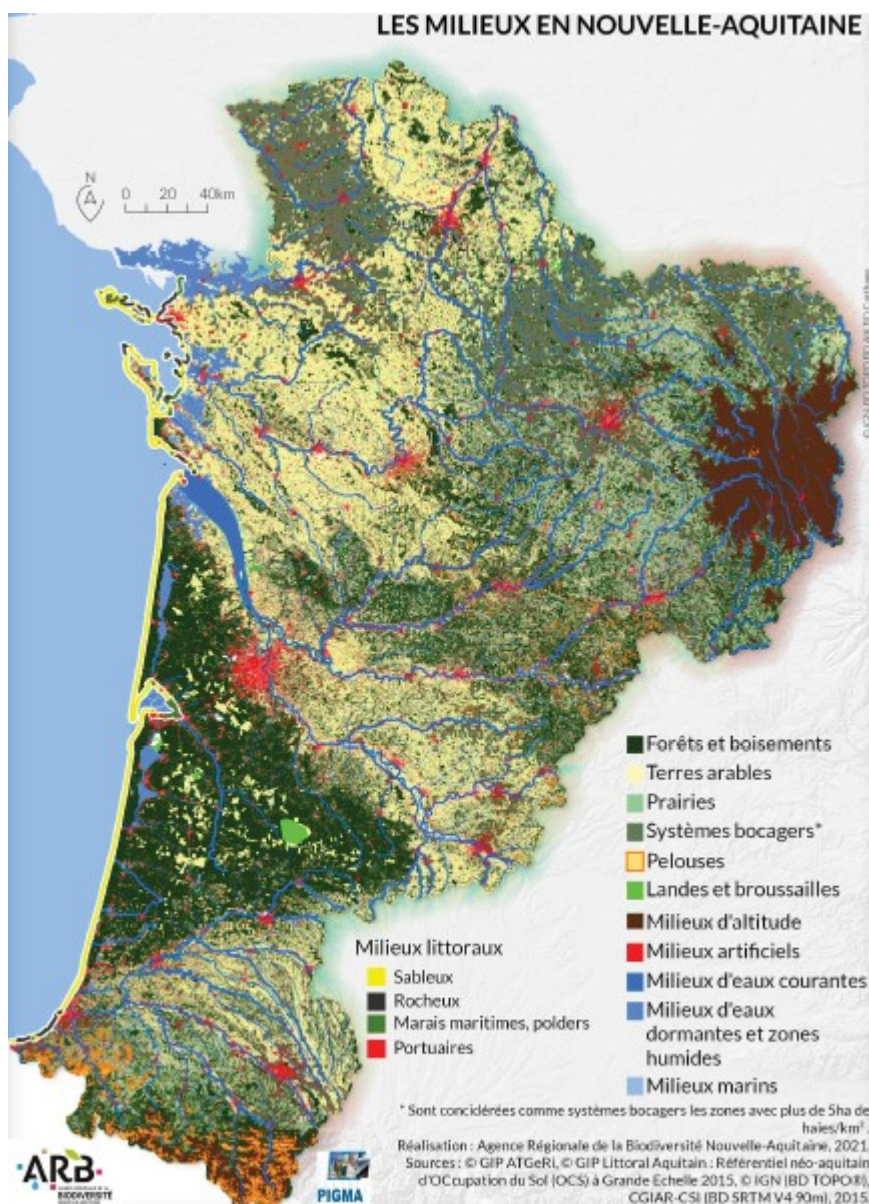 LES MILIEUX EN NOUVELLE-AQUITAINE
N
0 20 40km
Forêts et boisements
Terres arables
Prairies
Systèmes bocagers*
Pelouses
Landes et broussailles
Milieux d'altitude
Milieux artificiels
Milieux d'eaux courantes
Milieux d'eaux
dormantes et zones
humides
Milieux marins
Milieux littoraux
Sableux
Rocheux
Marais maritimes, polders
Portuaires
* Sont concidérées comme systèmes bocagers les zones avec plus de 5ha de
haies/km².
Réalisation : Agence Régionale de la Biodiversité Nouvelle-Aquitaine, 2021.
Sources : © GIP ATGeRi, © GIP Littoral Aquitain : Référentiel néo-aquitain
d'OCcupation du Sol (OCS) à Grande Echelle 2015, © IGN (BD TOPO®),
CGIAR-CSI (BD SRTM V4 90m), 2015.
ARB
BIODIVERSITÉ
PIGMA